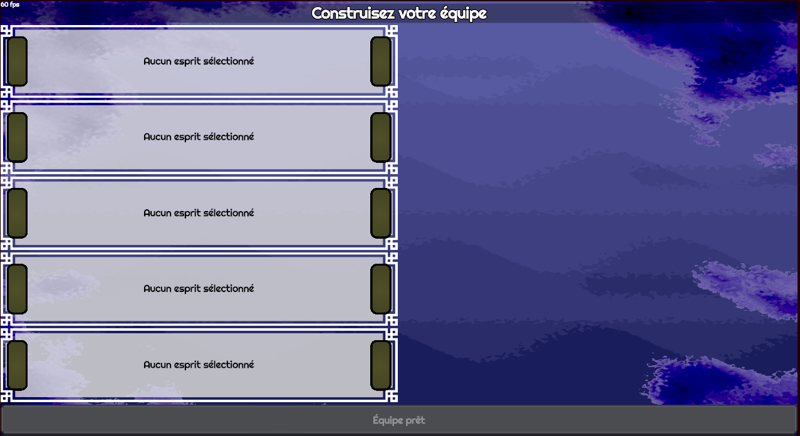 60 fps
Construisez votre équipe
Aucun esprit sélectionné
Aucun esprit sélectionné
Aucun esprit sélectionné
Aucun esprit sélectionné
Aucun esprit sélectionné
Équipe prêt